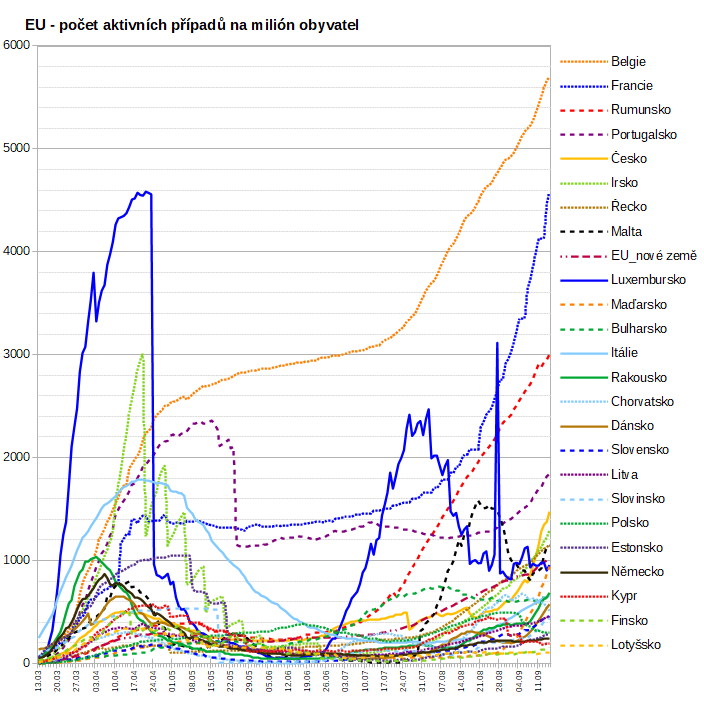 EU - počet aktivních případů na milión obyvatel
6000
5000
4000
3000
2000
1000
0
13.03
20.03
27.03
03.04
10.04
17.04
24.04
01.05
08.05
15.05
22.05
29.05
05.06
12.06
19.06
26.06
03.07
10.07
17.07
24.07
31.07
07.08
14.08
21.08
28.08
04.09
11.09
Belgie
Francie
Rumunsko
Portugalsko
Česko
Irsko
Řecko
Malta
EU_nové země
Luxembursko
Maďarsko
Bulharsko
Itálie
Rakousko
Chorvatsko
Dánsko
Slovensko
Litva
Slovinsko
Polsko
Estonsko
Německo
Kypr
Finsko
Lotyšsko